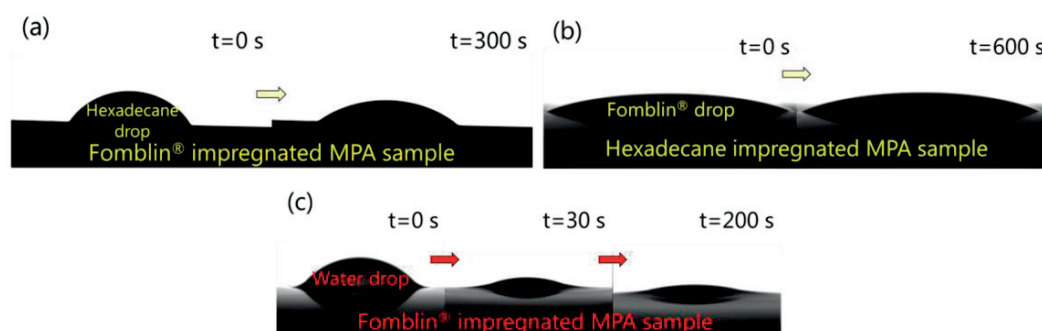 (a)
t=0 s
t=300 s
Hexadecane
drop
Fomblin® impregnated MPA sample
(b)
t=0 s
t=600 s
Fomblin® drop
Hexadecane impregnated MPA sample
(c)
t=0 s
t=30 s
t=200 s
Water drop
Fomblin® impregnated MPA sample